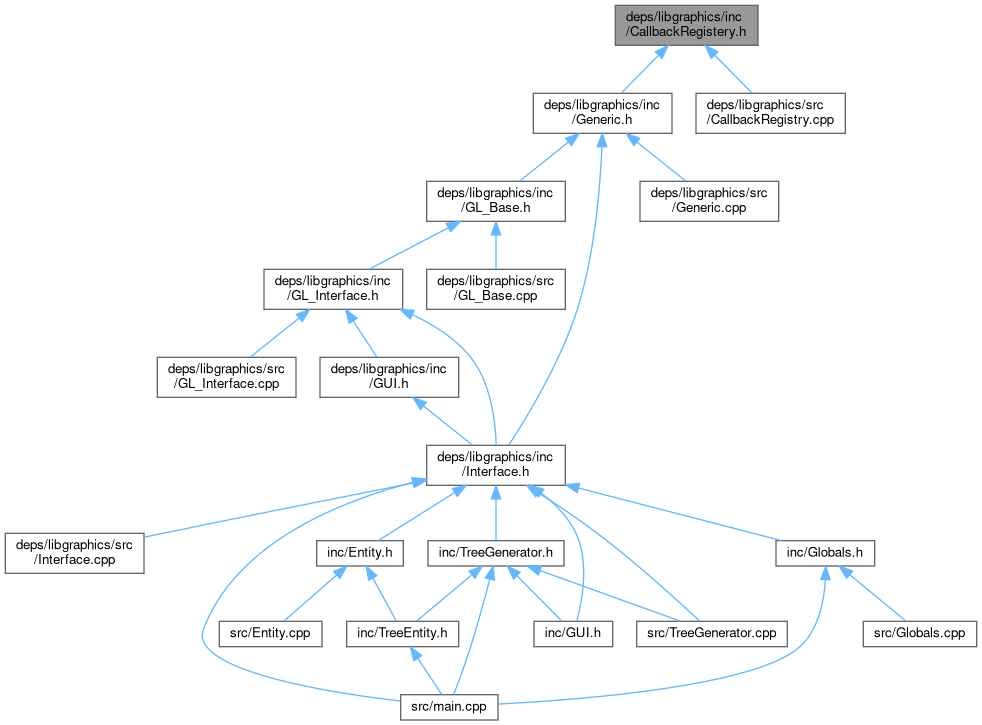 deps/libgraphics/inc
/CallbackRegistery.h
deps/libgraphics/inc
/Generic.h
deps/libgraphics/src
/CallbackRegistry.cpp
deps/libgraphics/inc
/GL_Base.h
deps/libgraphics/src
/Generic.cpp
deps/libgraphics/inc
/GL_Interface.h
deps/libgraphics/src
/GL_Base.cpp
deps/libgraphics/src
/GL_Interface.cpp
deps/libgraphics/inc
/GUI.h
deps/libgraphics/inc
/Interface.h
deps/libgraphics/src
/Interface.cpp
inc/Entity.h
inc/TreeGenerator.h
inc/Globals.h
src/Entity.cpp
inc/TreeEntity.h
inc/GUI.h
src/TreeGenerator.cpp
src/Globals.cpp
src/main.cpp